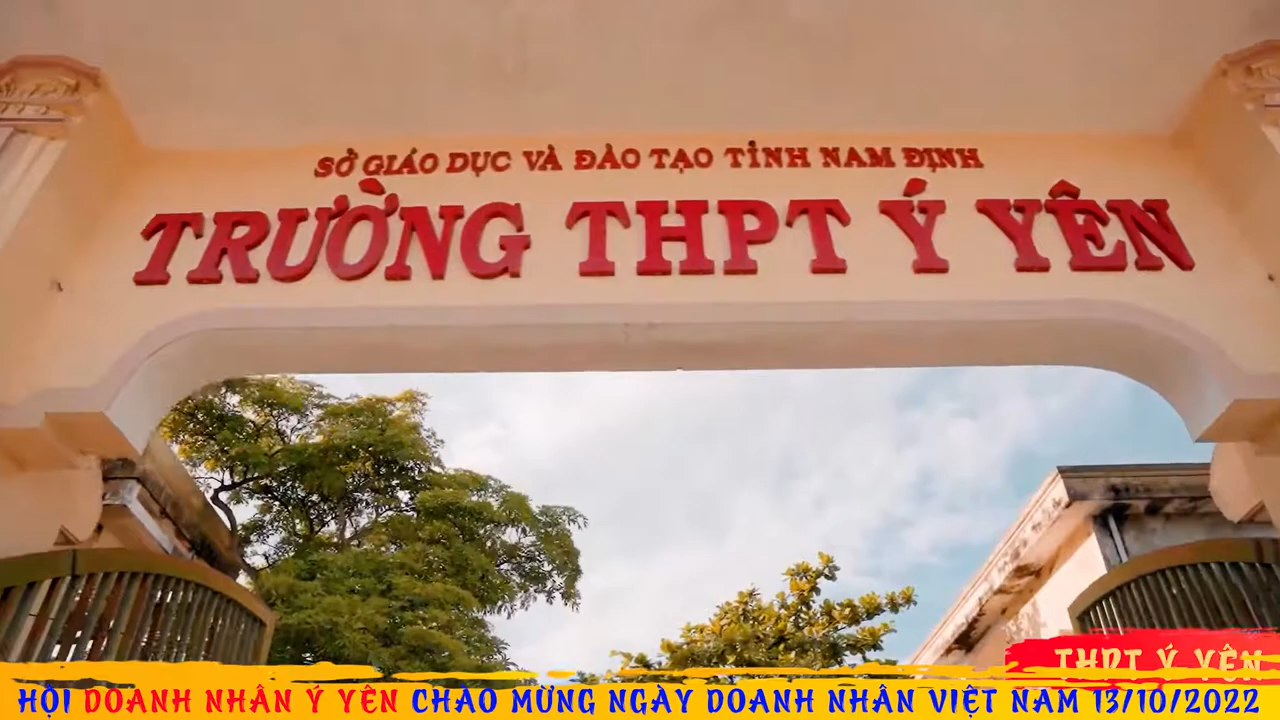 SỞ GIÁO DỤC VÀ ĐÀO TẠO TỈNH NAM ĐỊNH
TRƯỜNG THPT Ý YÊN
THPT Ý YÊN
HỘI DOANH NHÂN Ý YÊN CHÀO MỪNG NGÀY DOANH NHÂN VIỆT NAM 13/10/2022